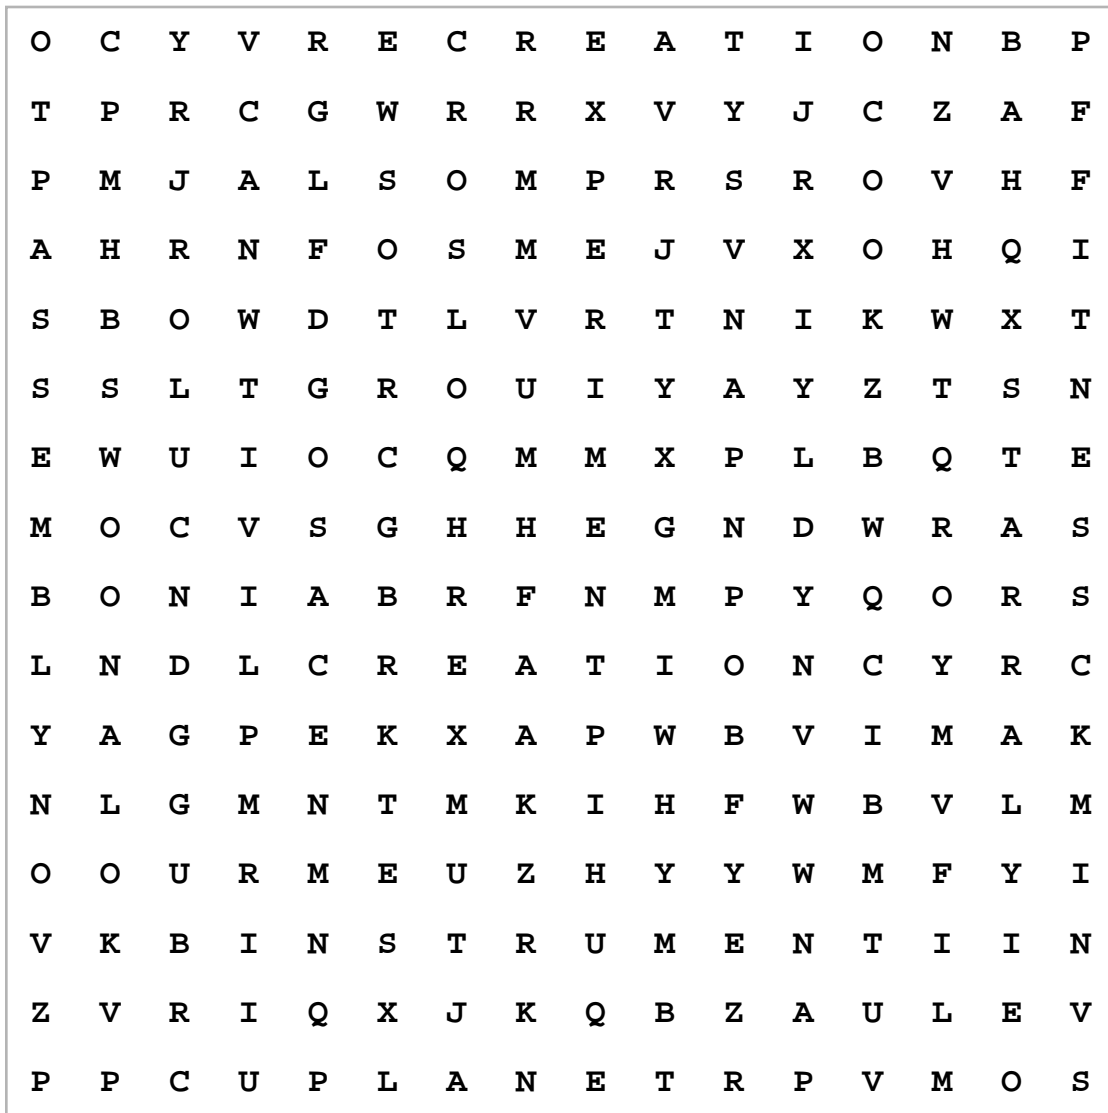 O C Y V R E C R E A T I O N B P
T P R C G W R R X V Y J C Z A F
P M J A L S O M P R S R O V H F
A H R N F O S M E J V X O H Q I
S B O W D T L V R T N I K W X T
S S L T G R O U I Y A Y Z T S N
E W U I O C Q M M X P L B Q T E
M O C V S G H H E G N D W R A S
B O N I A B R F N M P Y Q O R S
L N D L C R E A T I O N C Y R C
Y A G P E K X A P W B V I M A K
N L G M N T M K I H F W B V L M
O O U R M E U Z H Y Y W M F Y I
V K B I N S T R U M E N T I I N
Z V R I Q X J K Q B Z A U L E V
P P C U P L A N E T R P V M O S